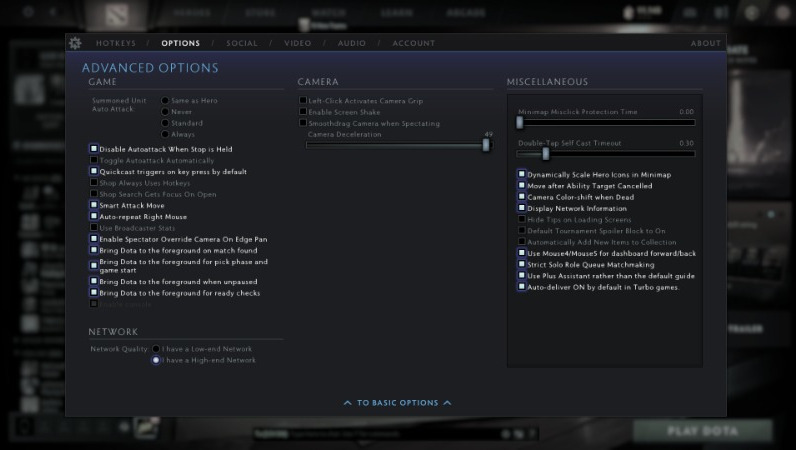 HEROES STORE WATCH LEARN ARCADE
HOTKEYS / OPTIONS / SOCIAL / VIDEO / AUDIO / ACCOUNT ABOUT
ADVANCED OPTIONS
GAME
Summoned Unit
Auto Attack:
Same as Hero
Never
Standard
Always
Disable Autoattack When Stop is Held
Toggle Autoattack Automatically
Quickcast triggers on key press by default
Shop Always Uses Hotkeys
Shop Search Gets Focus On Open
Smart Attack Move
Auto-repeat Right Mouse
Use Broadcaster Stats
Enable Spectator Override Camera On Edge Pan
Bring Dota to the foreground on match found
Bring Dota to the foreground for pick phase and
game start
Bring Dota to the foreground when unpaused
Bring Dota to the foreground for ready checks
NETWORK
Network Quality: I have a Low-end Network
I have a High-end Network
CAMERA
Left-Click Activates Camera Grip
Enable Screen Shake
Smoothdrag Camera when Spectating
Camera Deceleration 49
MISCELLANEOUS
Minimap Misclick Protection Time 0.00
Double-Tap Self Cast Timeout 0.30
Dynamically Scale Hero Icons in Minimap
Move after Ability Target Cancelled
Camera Color-shift when Dead
Display Network Information
Hide Tips on Loading Screens
Default Tournament Spoiler Block to On
Automatically Add New Items to Collection
Use Mouse4/Mouse5 for dashboard forward/back
Strict Solo Role Queue Matchmaking
Use Plus Assistant rather than the default guide
Auto-deliver ON by default in Turbo games.
TO BASIC OPTIONS
TRAILER
PLAY DOTA